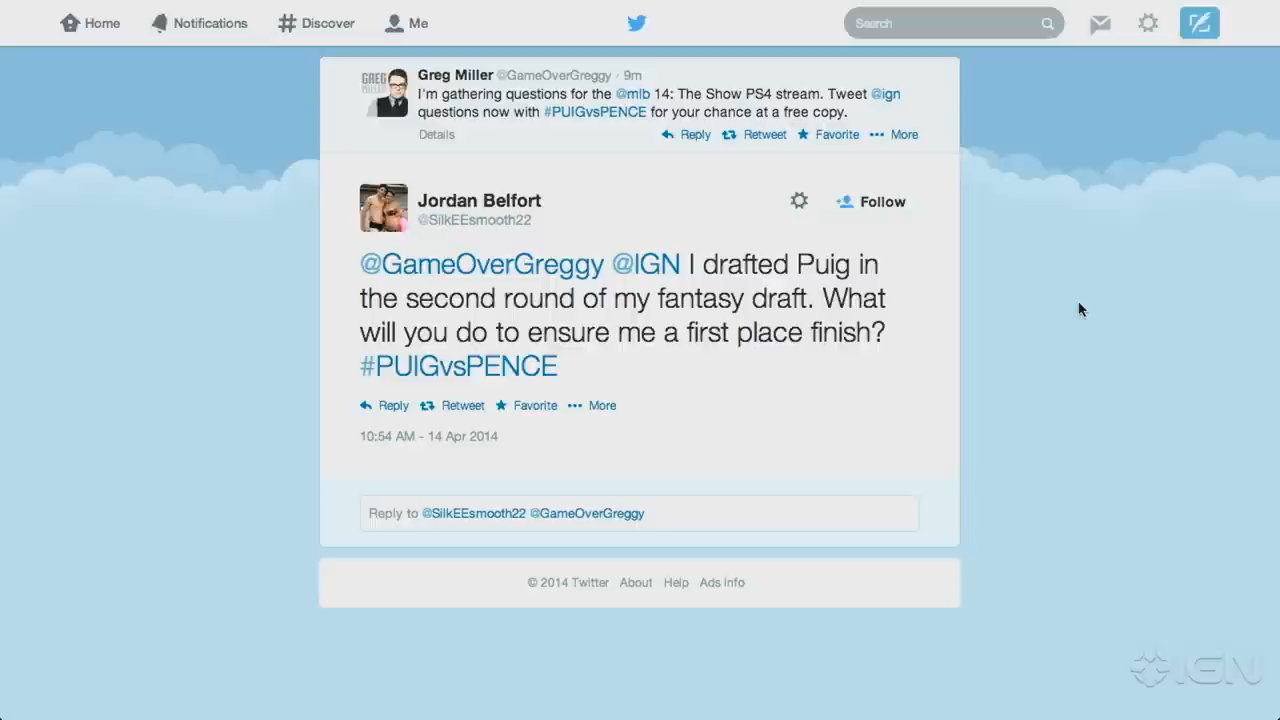 Home Notifications Discover Me Search
GREG
MILLER
Greg Miller @GameOverGreggy · 9m
I'm gathering questions for the @mlb 14: The Show PS4 stream. Tweet @ign
questions now with #PUIGvsPENCE for your chance at a free copy.
Details Reply Retweet Favorite More
Jordan Belfort
@SilkEEsmooth22
Follow
@GameOverGreggy @IGN I drafted Puig in
the second round of my fantasy draft. What
will you do to ensure me a first place finish?
#PUIGvsPENCE
Reply Retweet Favorite More
10:54 AM - 14 Apr 2014
Reply to @SilkEEsmooth22 @GameOverGreggy
© 2014 Twitter About Help Ads info
IGN